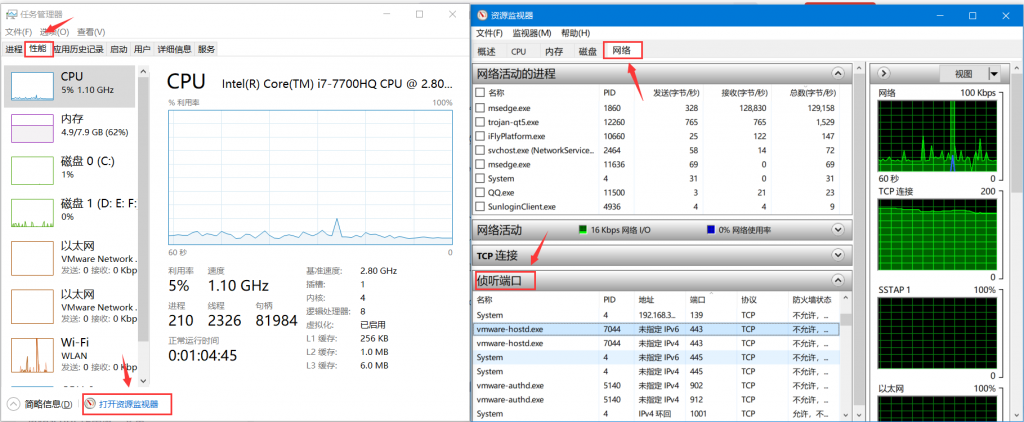 任务管理器
文件(F) 选项(O) 查看(V)
进程 性能 应用历史记录 启动 用户 详细信息 服务
CPU
5% 1.10 GHz
内存
4.9/7.9 GB (62%)
磁盘 0 (C:)
1%
磁盘 1 (D: E: F:
0%
以太网
VMware Network ...
发送: 0 接收: 0 Kbp
以太网
VMware Network ...
发送: 0 接收: 0 Kbp
Wi-Fi
WLAN
发送: 0 接收: 0 Kbp
CPU Intel(R) Core(TM) i7-7700HQ CPU @ 2.80...
% 利用率 100%
60 秒 0
利用率 速度
5% 1.10 GHz
进程 线程 句柄
210 2326 81984
正常运行时间
0:01:04:45
基准速度: 2.80 GHz
插槽: 1
内核: 4
逻辑处理器: 8
虚拟化: 已启用
L1 缓存: 256 KB
L2 缓存: 1.0 MB
L3 缓存: 6.0 MB
简略信息(D) 打开资源监视器
资源监视器
文件(F) 监视器(M) 帮助(H)
概述 CPU 内存 磁盘 网络
网络活动的进程
名称 PID 发送(字节/秒) 接收(字节/秒) 总数(字节/秒)
msedge.exe 1860 328 128,830 129,158
trojan-qt5.exe 12260 765 765 1,529
iFlyPlatform.exe 10660 25 122 147
svchost.exe (NetworkService... 2464 58 14 72
msedge.exe 11636 69 0 69
System 4 31 0 31
QQ.exe 11500 3 21 23
SunloginClient.exe 4936 4 4 9
网络活动 16 Kbps 网络 I/O 0% 网络使用率
TCP 连接
侦听端口
名称 PID 地址 端口 协议 防火墙状态
System 4 192.168.3... 139 TCP 不允许，...
vmware-hostd.exe 7044 未指定 IPv6 443 TCP 不允许，...
vmware-hostd.exe 7044 未指定 IPv4 443 TCP 不允许，...
System 4 未指定 IPv6 445 TCP 不允许，...
System 4 未指定 IPv4 445 TCP 不允许，...
vmware-authd.exe 5140 未指定 IPv4 902 TCP 不允许，...
vmware-authd.exe 5140 未指定 IPv4 912 TCP 不允许，...
System 4 IPv4 环回 1001 TCP 允许，不...
视图
网络 100 Kbps
60 秒 0
TCP 连接 200
0
SSTAP 1 100%
0
以太网 100%